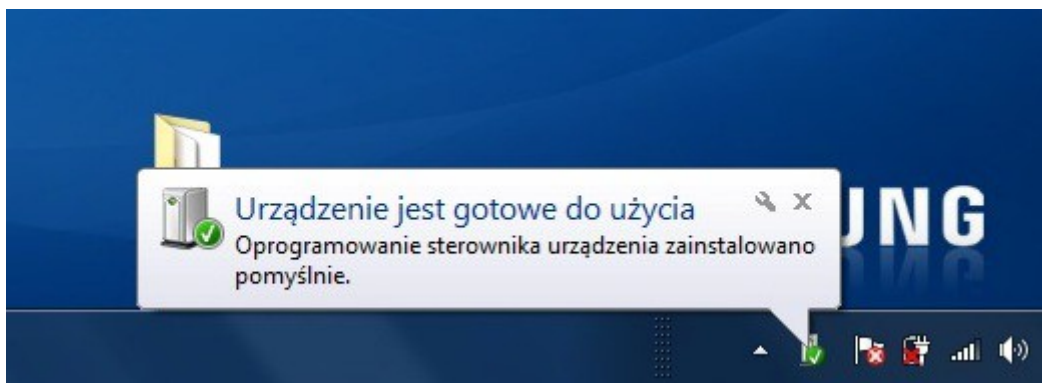 Urządzenie jest gotowe do użycia
Oprogramowanie sterownika urządzenia zainstalowano
pomyślnie.
UNG